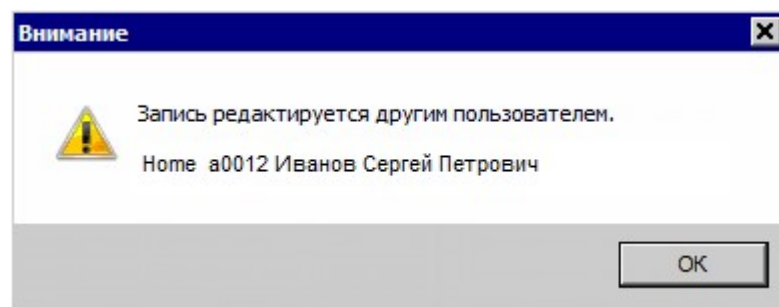 Внимание
Запись редактируется другим пользователем.
Home a0012 Иванов Сергей Петрович
OK